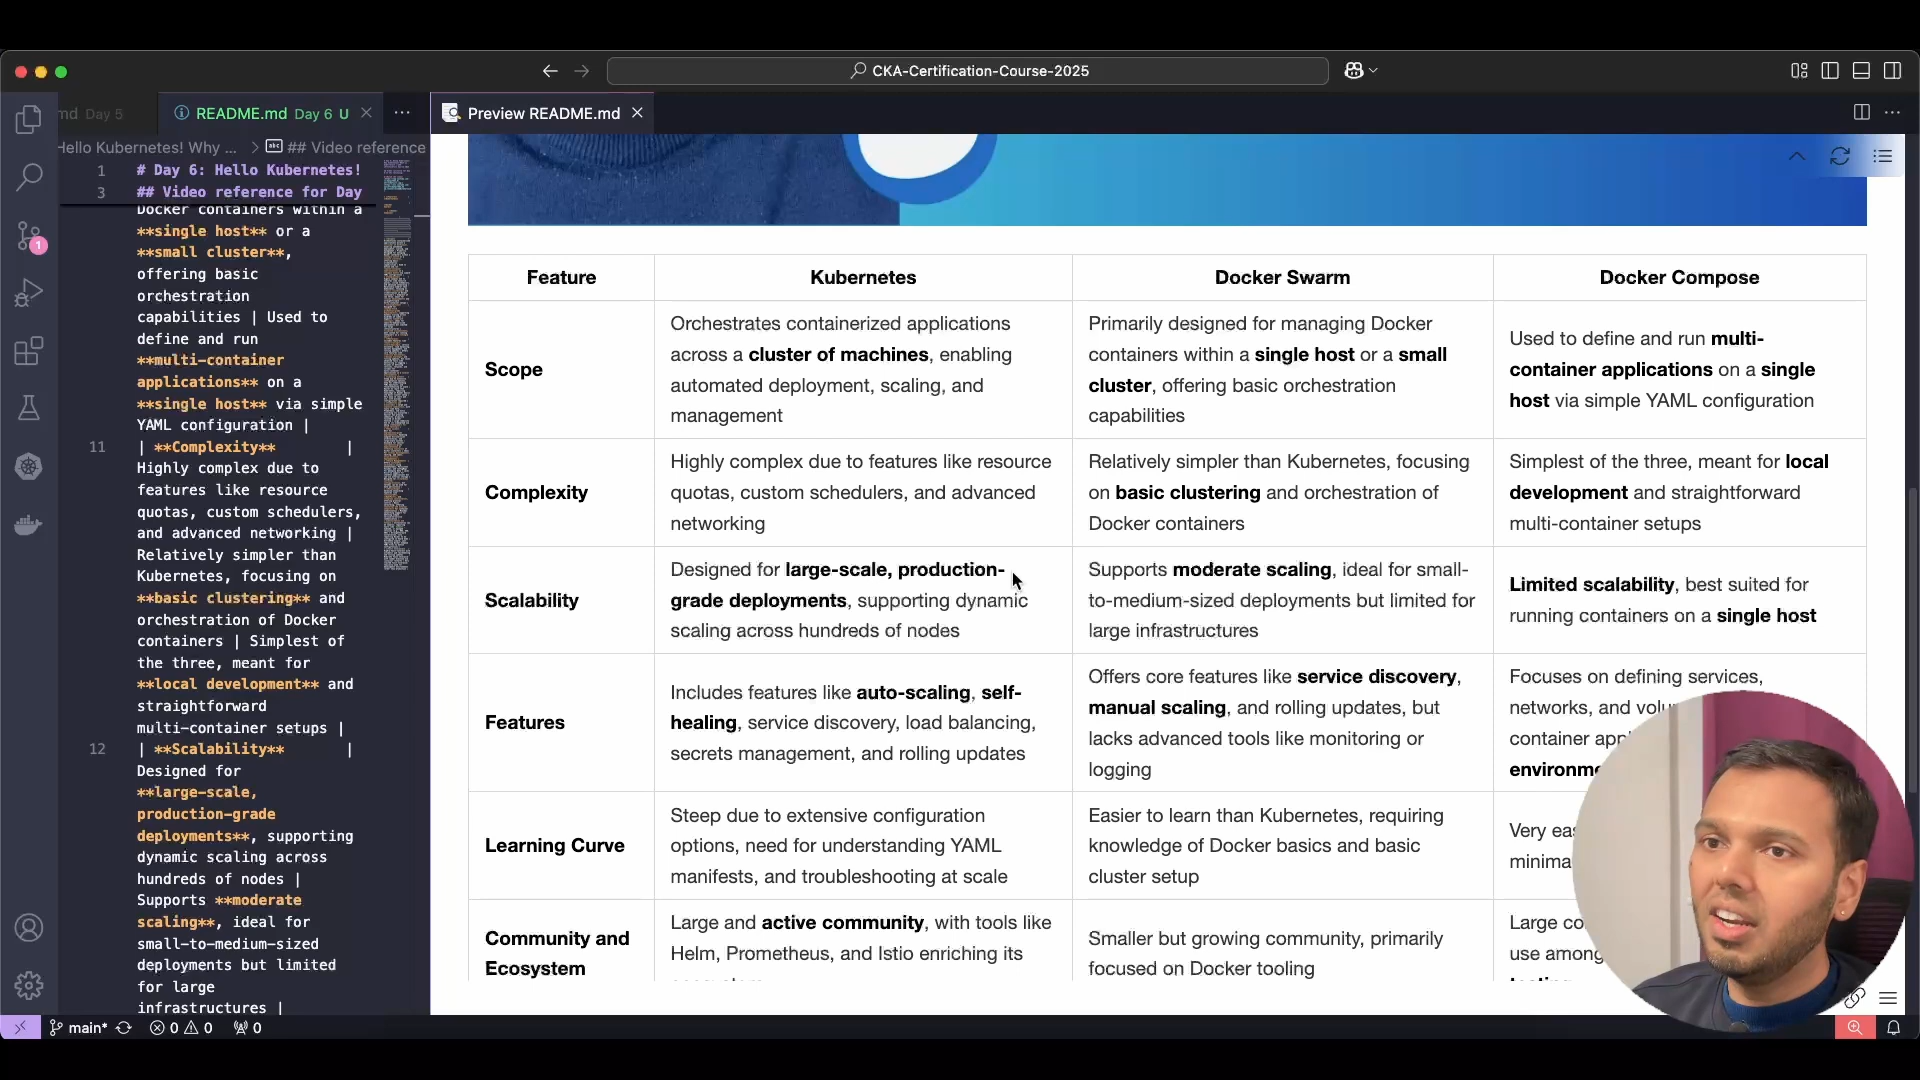 CKA-Certification-Course-2025
md Day 5
README.md Day 6 U
Preview README.md
Hello Kubernetes! Why ... > ## Video reference
1 # Day 6: Hello Kubernetes!
3 ## Video reference for Day
Docker containers within a
**single host** or a
**small cluster**,
offering basic
orchestration
capabilities | Used to
define and run
**multi-container
applications** on a
**single host** via simple
YAML configuration |
11 | **Complexity** |
Highly complex due to
features like resource
quotas, custom schedulers,
and advanced networking |
Relatively simpler than
Kubernetes, focusing on
**basic clustering** and
orchestration of Docker
containers | Simplest of
the three, meant for
**local development** and
straightforward
multi-container setups |
12 | **Scalability** |
Designed for
**large-scale,
production-grade
deployments**, supporting
dynamic scaling across
hundreds of nodes |
Supports **moderate
scaling**, ideal for
small-to-medium-sized
deployments but limited
for large
infrastructures |
Feature
Kubernetes
Docker Swarm
Docker Compose
Scope
Orchestrates containerized applications
across a cluster of machines, enabling
automated deployment, scaling, and
management
Primarily designed for managing Docker
containers within a single host or a small
cluster, offering basic orchestration
capabilities
Used to define and run multi-
container applications on a single
host via simple YAML configuration
Complexity
Highly complex due to features like resource
quotas, custom schedulers, and advanced
networking
Relatively simpler than Kubernetes, focusing
on basic clustering and orchestration of
Docker containers
Simplest of the three, meant for local
development and straightforward
multi-container setups
Scalability
Designed for large-scale, production-
grade deployments, supporting dynamic
scaling across hundreds of nodes
Supports moderate scaling, ideal for small-
to-medium-sized deployments but limited for
large infrastructures
Limited scalability, best suited for
running containers on a single host
Features
Includes features like auto-scaling, self-
healing, service discovery, load balancing,
secrets management, and rolling updates
Offers core features like service discovery,
manual scaling, and rolling updates, but
lacks advanced tools like monitoring or
logging
Focuses on defining services,
networks, and
container
Learning Curve
Steep due to extensive configuration
options, need for understanding YAML
manifests, and troubleshooting at scale
Easier to learn than Kubernetes, requiring
knowledge of Docker basics and basic
cluster setup
Very
Community and
Ecosystem
Large and active community, with tools like
Helm, Prometheus, and Istio enriching its
Smaller but growing community, primarily
focused on Docker tooling
Large
use
1
main* 0 0 0